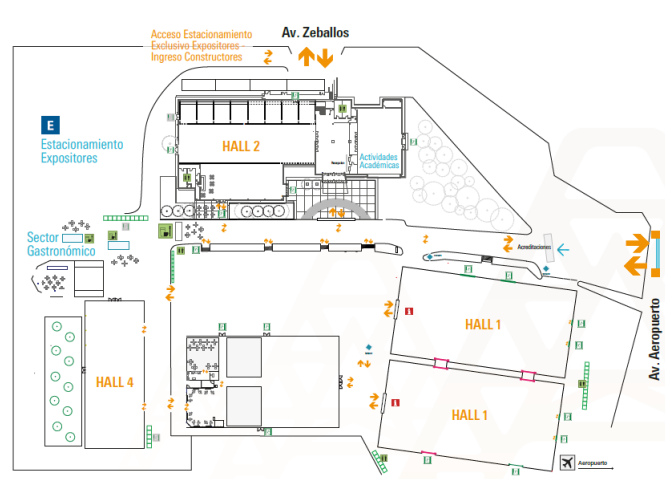 Acceso Estacionamiento
Exclusivo Expositores -
Ingreso Constructores
Av. Zeballos
E
Estacionamiento
Expositores
HALL 2
Actividades
Académicas
Sector
Gastronómico
Acreditaciones
HALL 1
HALL 4
HALL 1
Av. Aeropuerto
Aeropuerto